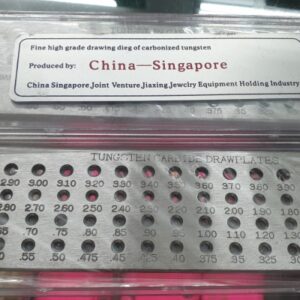 Fine high grade drawing dieg of carbonized tungsten
Produced by: China—Singapore
China Singapore Joint Venture Jiaxing Jewelry Equipment Holding Industry
TUNGSTEN CARBIDE DRAWPLATES
2.90 3.00 3.10 3.20 3.30 3.40 3.50 3.60 3.70 3.80 3.90
2.80 2.70 2.60 2.50 2.40 2.30 2.20 2.10 2.00 1.90 1.80
.65 .70 .75 .80 .85 .90 .95 1.00 1.10 1.20 1.30
.55 .50 .475 .45 .425 .40 .35 .30